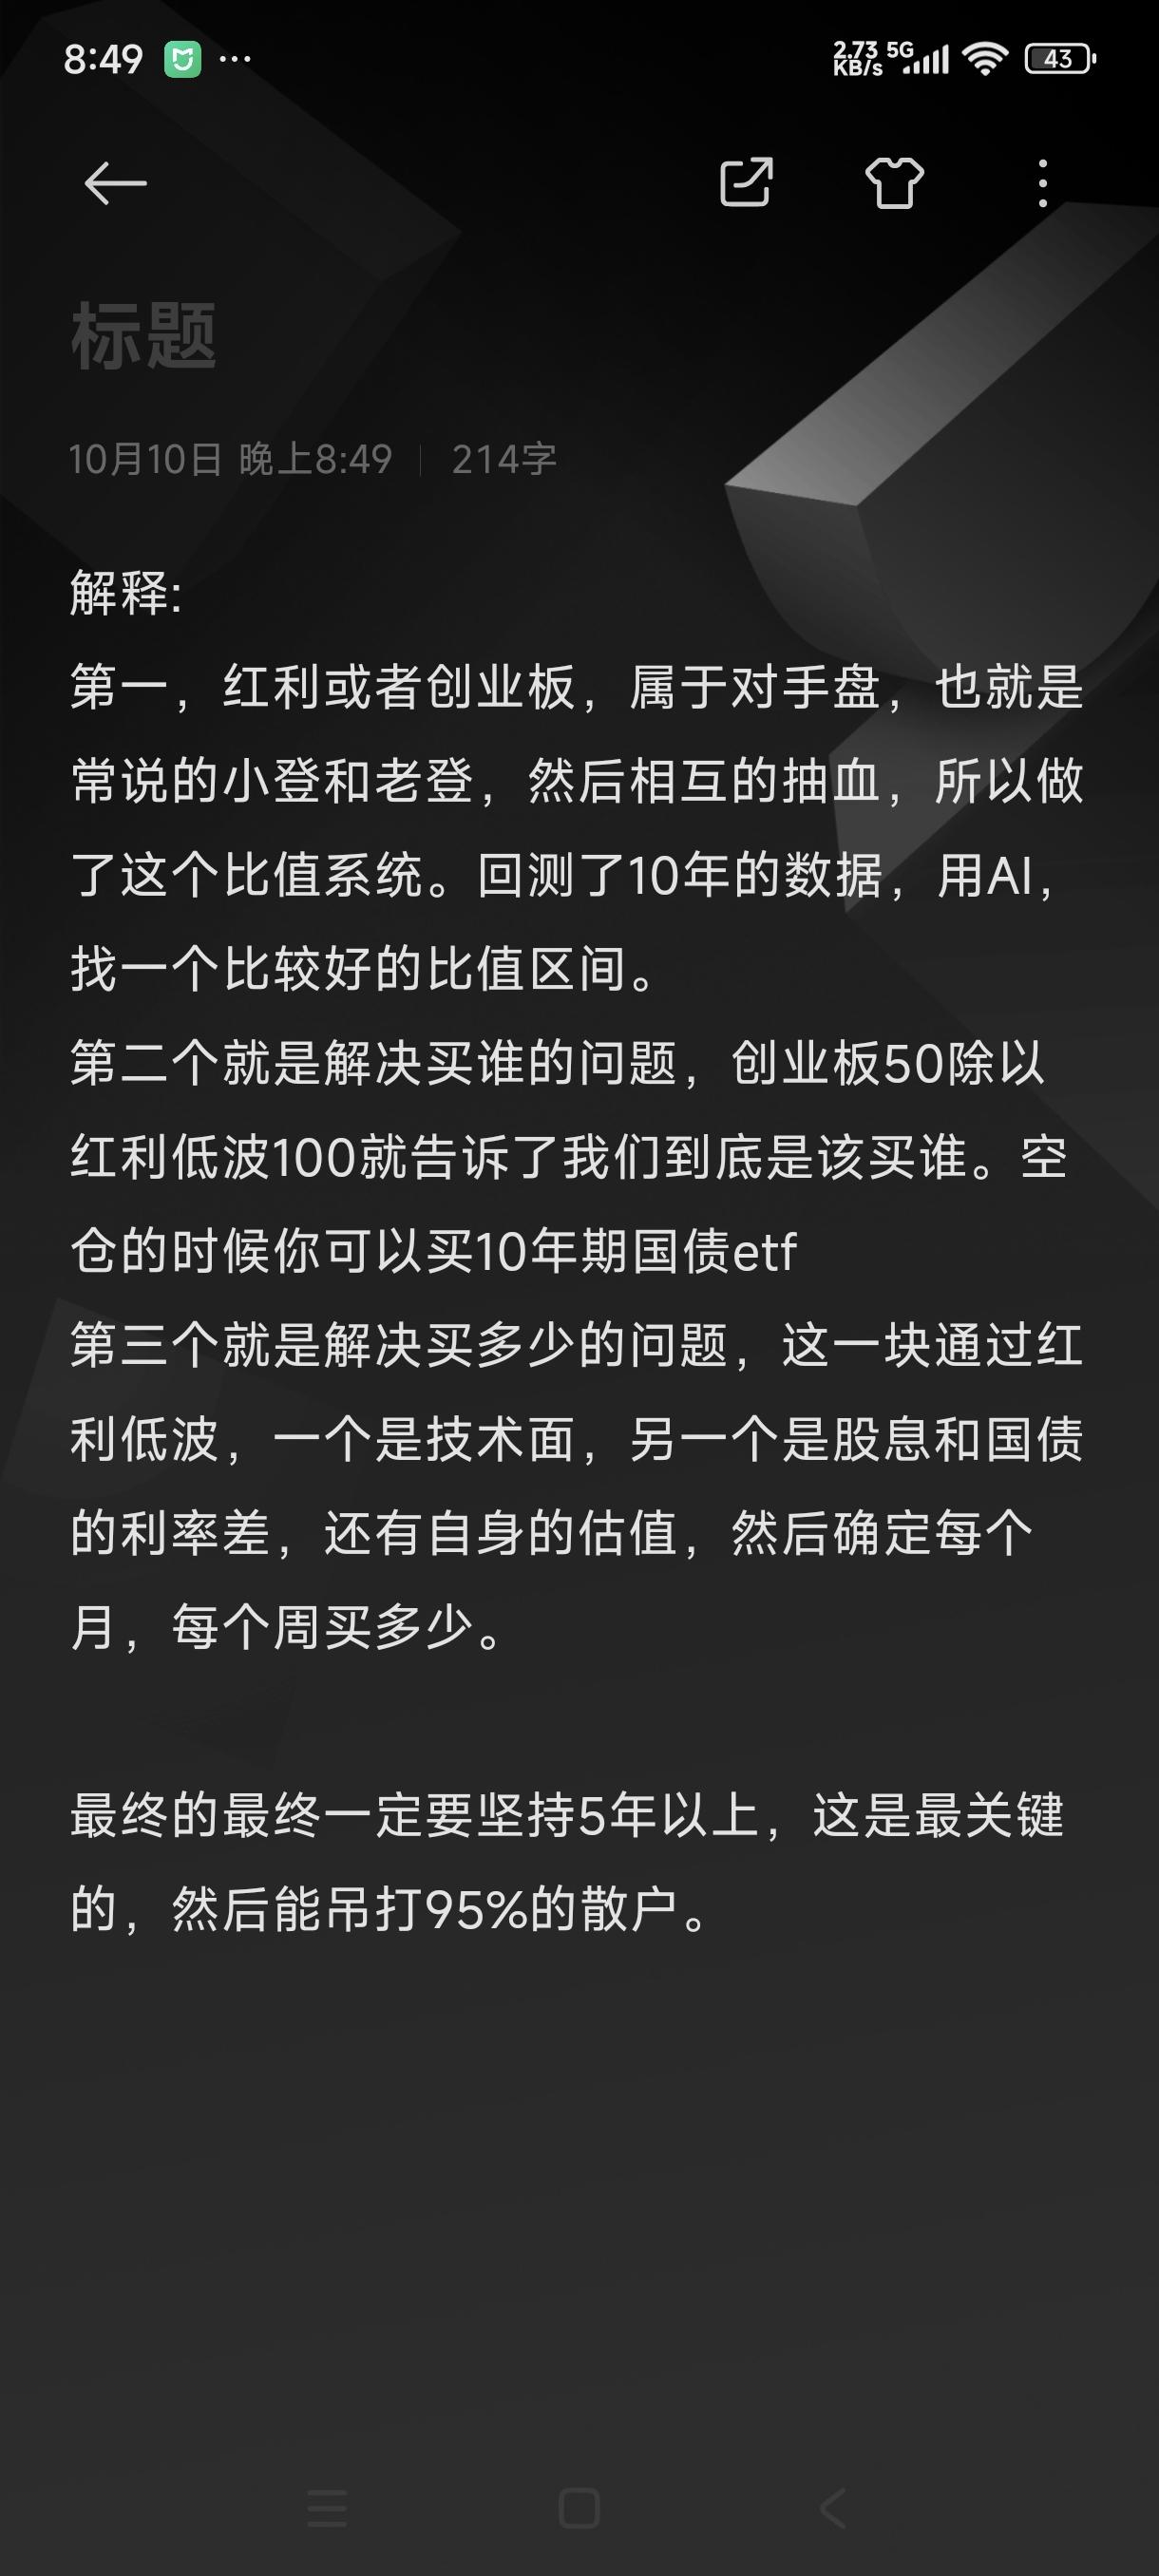 8:49
2.73
KB/s
5G
43
标题
10月10日 晚上8:49 | 214字
解释:
第一，红利或者创业板，属于对手盘，也就是
常说的小登和老登，然后相互的抽血，所以做
了这个比值系统。回测了10年的数据，用AI，
找一个比较好的比值区间。
第二个就是解决买谁的问题，创业板50除以
红利低波100就告诉了我们到底是该买谁。空
仓的时候你可以买10年期国债etf
第三个就是解决买多少的问题，这一块通过红
利低波，一个是技术面，另一个是股息和国债
的利率差，还有自身的估值，然后确定每个
月，每个周买多少。
最终的最终一定要坚持5年以上，这是最关键
的，然后能吊打95%的散户。